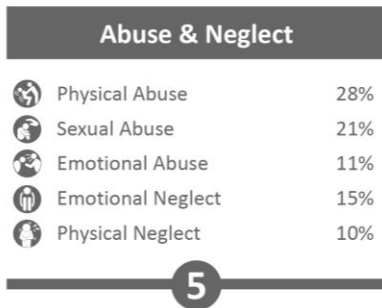 Abuse & Neglect
Physical Abuse 28%
Sexual Abuse 21%
Emotional Abuse 11%
Emotional Neglect 15%
Physical Neglect 10%
5